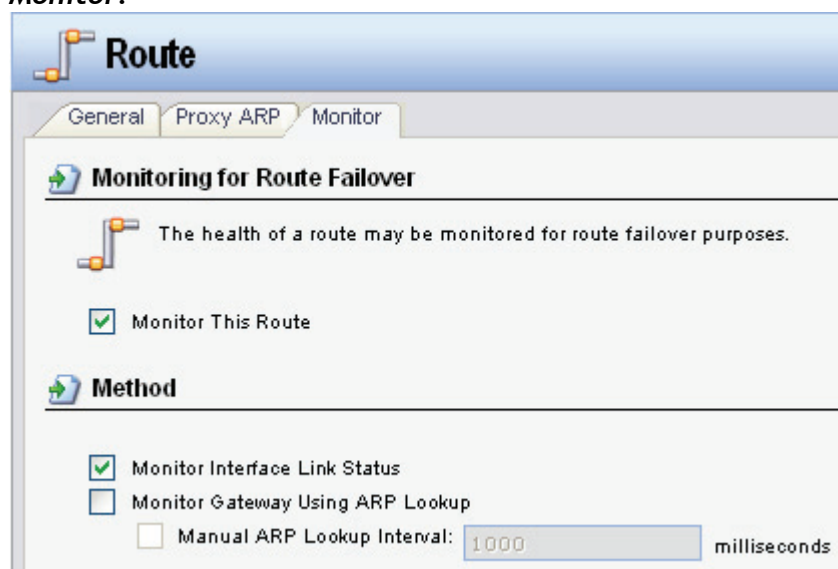 Monitor:
Route
General Proxy ARP Monitor
Monitoring for Route Failover
The health of a route may be monitored for route failover purposes.
Monitor This Route
Method
Monitor Interface Link Status
Monitor Gateway Using ARP Lookup
Manual ARP Lookup Interval: 1000 milliseconds